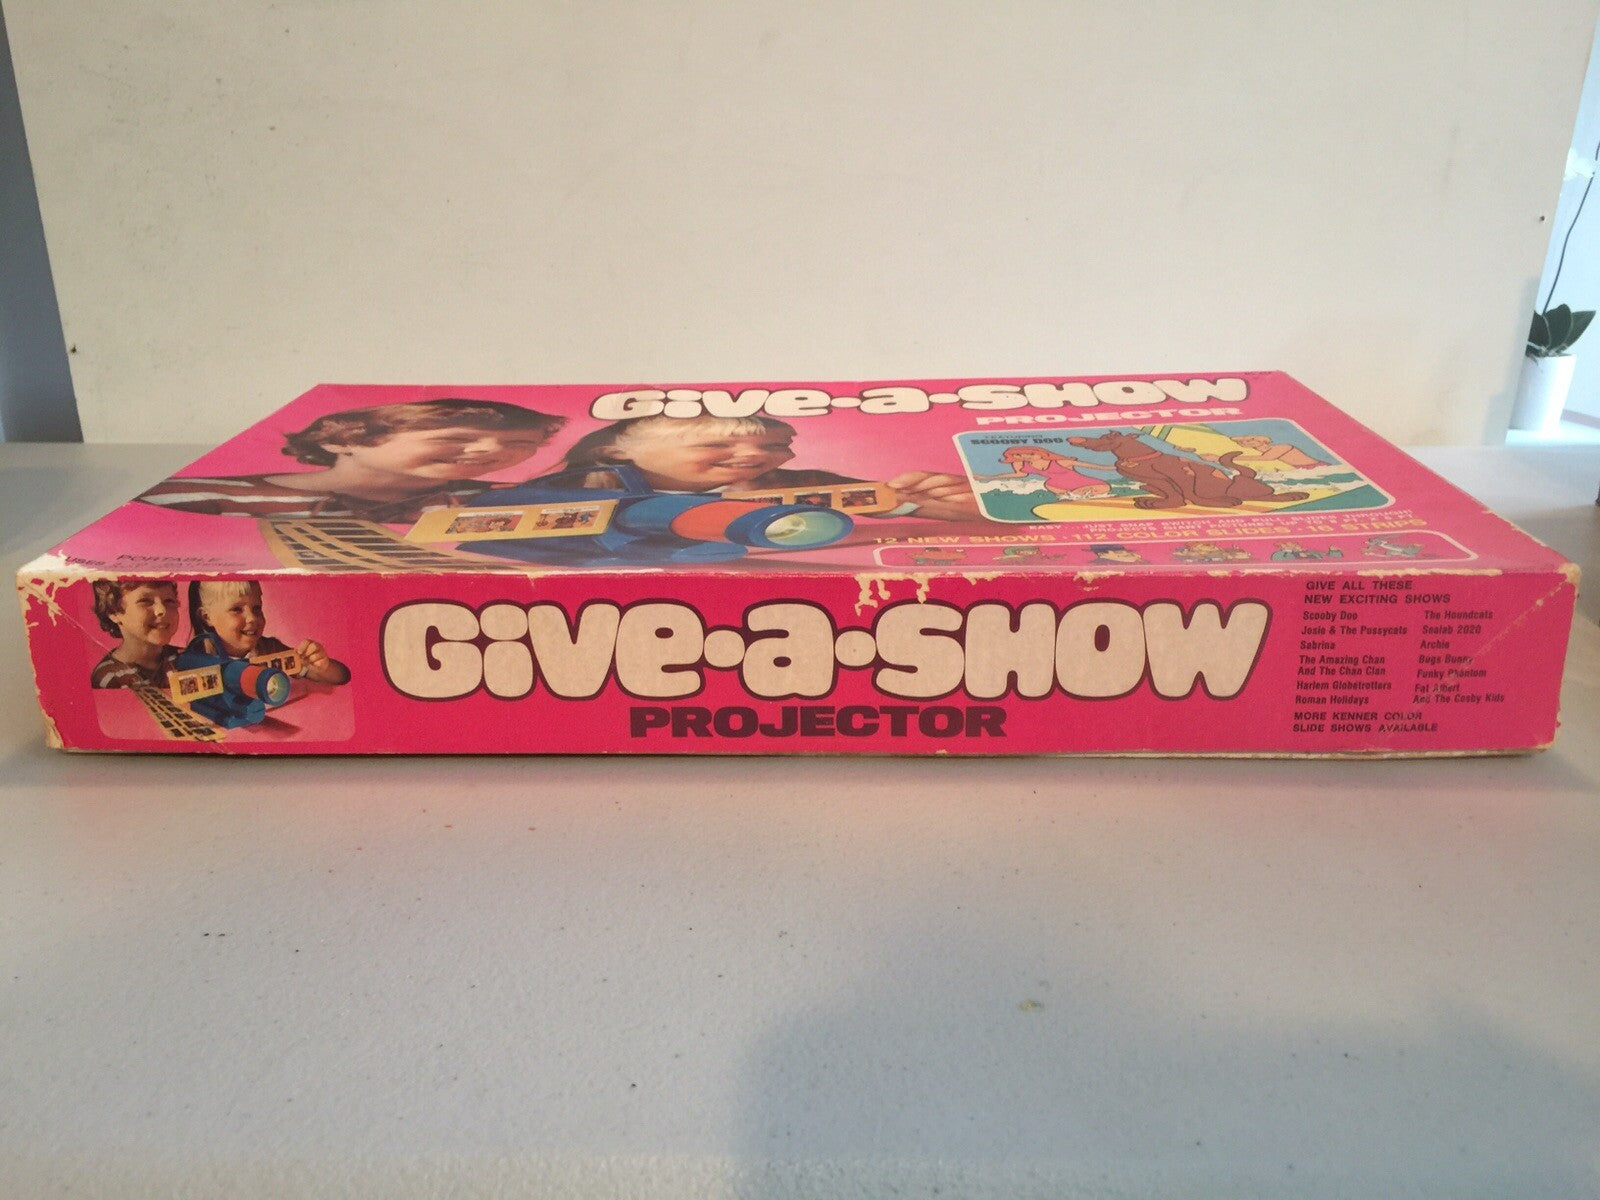 GiVe-a-SHOW
PROJECTOR
FEATURING
SCOOBY DOO
12 NEW SHOWS · 112 COLOR SLIDES · 16 STRIPS
PORTABLE
GiVe-a-SHOW
PROJECTOR
GIVE ALL THESE
NEW EXCITING SHOWS
Scooby Doo
Josie & The Pussycats
Sabrina
The Amazing Chan
And The Chan Clan
Harlem Globetrotters
Roman Holidays
The Houndcats
Sealab 2020
Archie
Bugs Bunny
Funky Phantom
Fat Albert
And The Cosby Kids
MORE KENNER COLOR
SLIDE SHOWS AVAILABLE